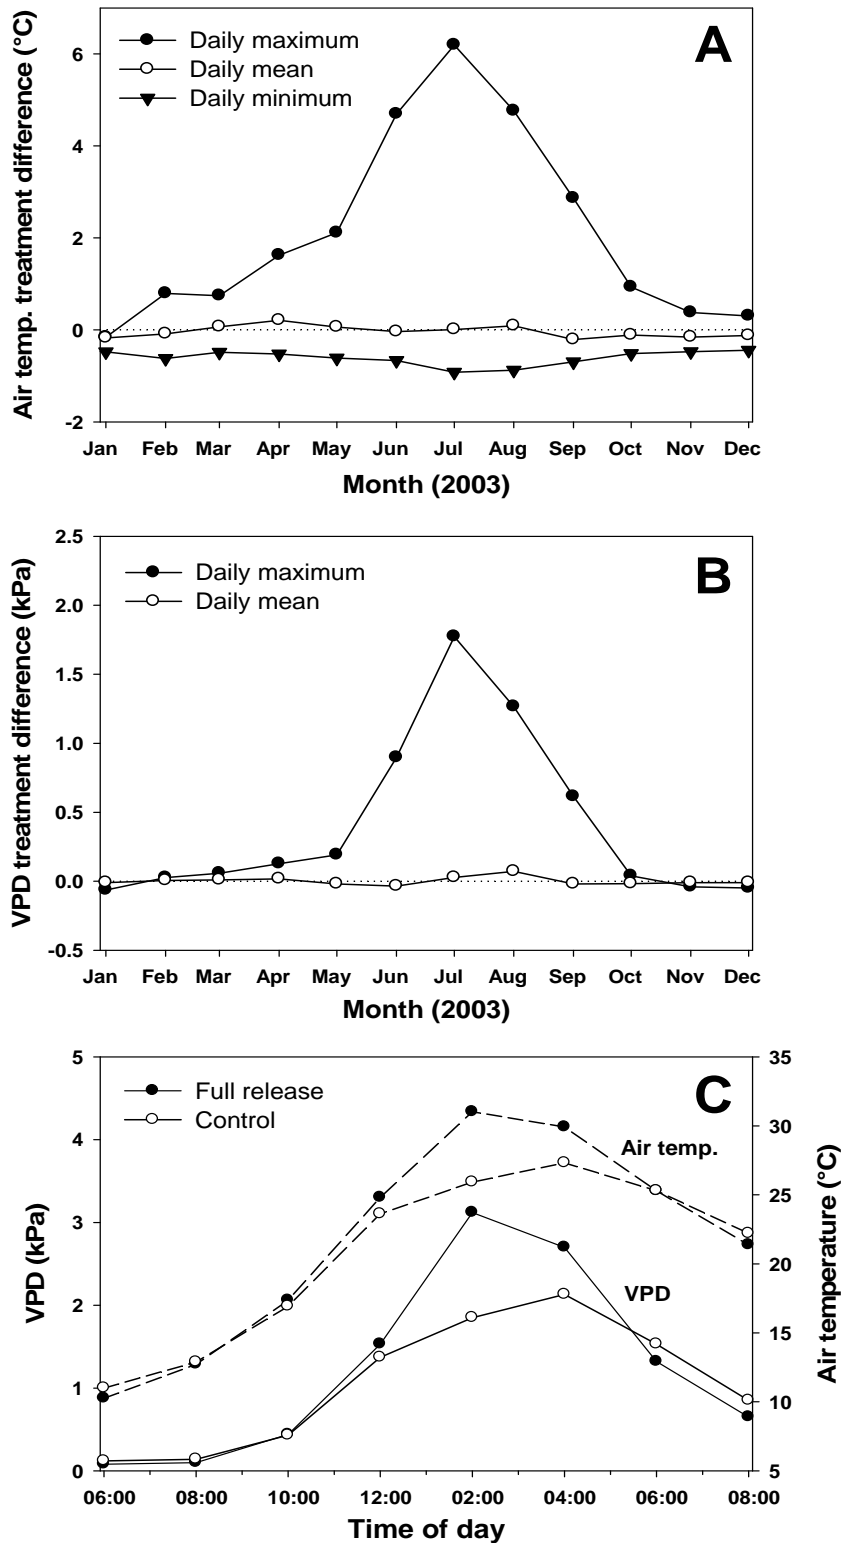 A
Daily maximum
Daily mean
Daily minimum
Air temp. treatment difference (°C)
6
4
2
0
-2
Jan Feb Mar Apr May Jun Jul Aug Sep Oct Nov Dec
Month (2003)
B
Daily maximum
Daily mean
VPD treatment difference (kPa)
2.5
2.0
1.5
1.0
0.5
0.0
-0.5
Jan Feb Mar Apr May Jun Jul Aug Sep Oct Nov Dec
Month (2003)
C
Full release
Control
Air temp.
VPD
VPD (kPa)
5
4
3
2
1
0
Air temperature (°C)
35
30
25
20
15
10
5
06:00 08:00 10:00 12:00 02:00 04:00 06:00 08:00
Time of day